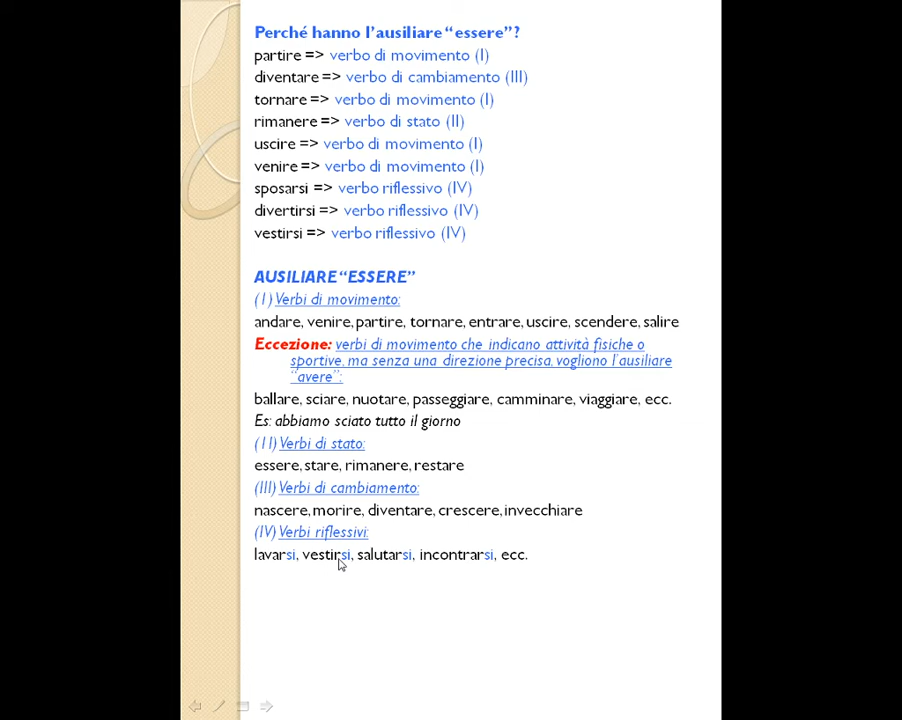 Perché hanno l'ausiliare “essere”?
partire => verbo di movimento (I)
diventare => verbo di cambiamento (III)
tornare => verbo di movimento (I)
rimanere => verbo di stato (II)
uscire => verbo di movimento (I)
venire => verbo di movimento (I)
sposarsi => verbo riflessivo (IV)
divertirsi => verbo riflessivo (IV)
vestirsi => verbo riflessivo (IV)
AUSILIARE “ESSERE”
(I) Verbi di movimento:
andare, venire, partire, tornare, entrare, uscire, scendere, salire
Eccezione: verbi di movimento che indicano attività fisiche o
sportive, ma senza una direzione precisa, vogliono l'ausiliare
“avere”:
ballare, sciare, nuotare, passeggiare, camminare, viaggiare, ecc.
Es: abbiamo sciato tutto il giorno
(II) Verbi di stato:
essere, stare, rimanere, restare
(III) Verbi di cambiamento:
nascere, morire, diventare, crescere, invecchiare
(IV) Verbi riflessivi:
lavarsi, vestirsi, salutarsi, incontrarsi, ecc.